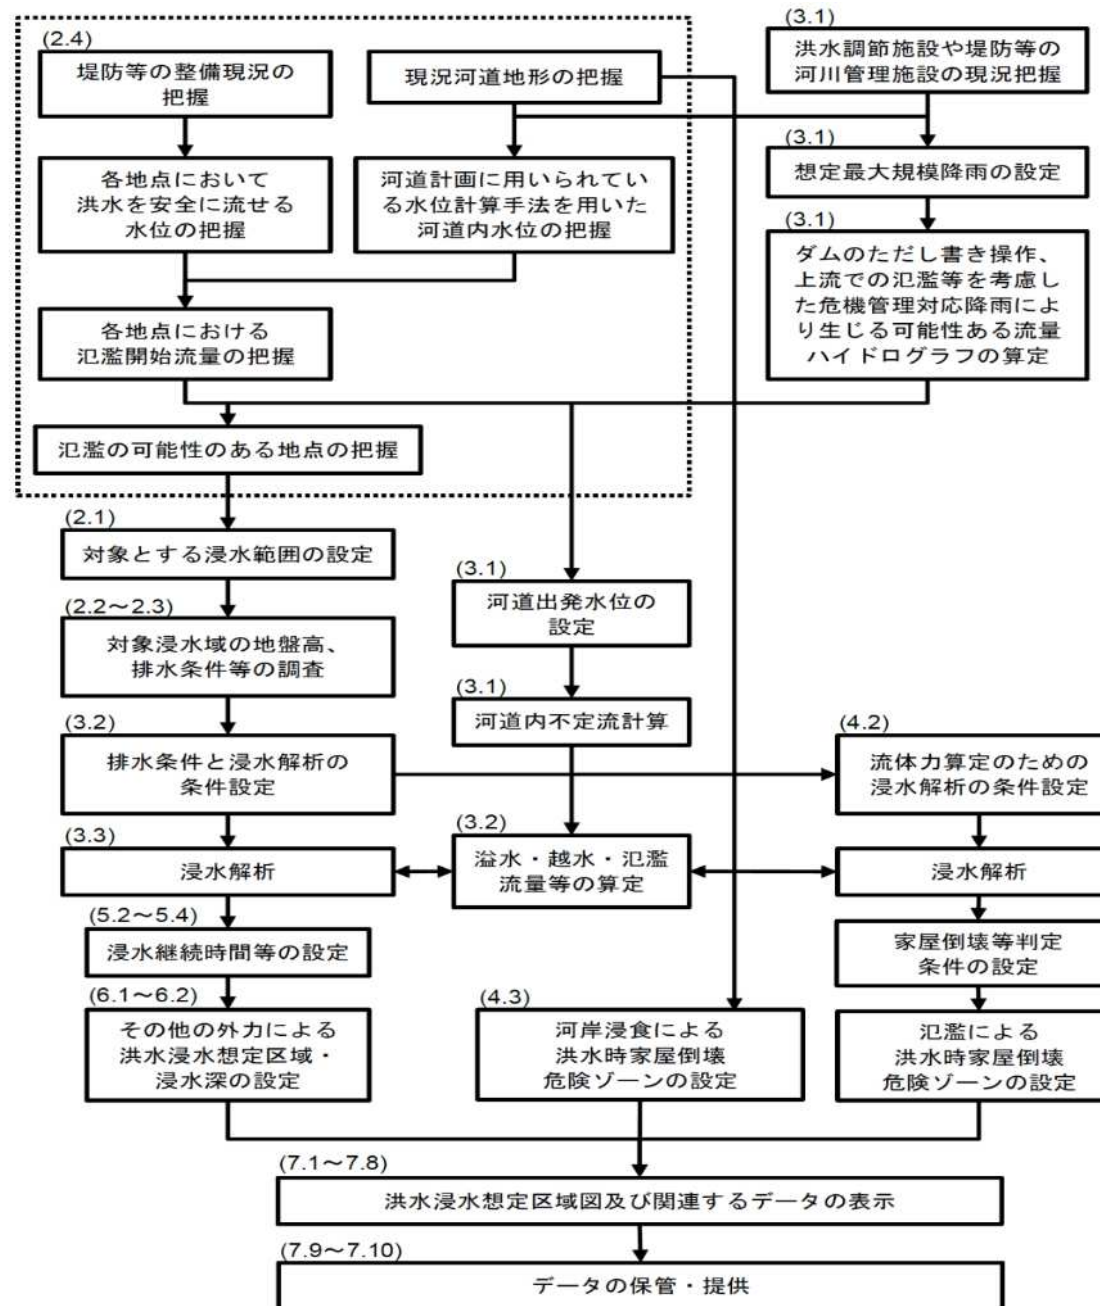 (2.4)
堤防等の整備現況の
把握
現況河道地形の把握
(3.1)
洪水調節施設や堤防等の
河川管理施設の現況把握
各地点において
洪水を安全に流せる
水位の把握
河道計画に用いられてい
る水位計算手法を用いた
河道内水位の把握
(3.1)
想定最大規模降雨の設定
(3.1)
ダムのただし書き操作、
上流での氾濫等を考慮し
た危機管理対応降雨によ
り生じる可能性ある流量
ハイドログラフの算定
各地点における
氾濫開始流量の把握
氾濫の可能性のある地点の把握
(2.1)
対象とする浸水範囲の設定
(2.2～2.3)
対象浸水域の地盤高、
排水条件等の調査
(3.1)
河道出発水位の
設定
(3.1)
河道内不定流計算
(3.2)
排水条件と浸水解析の
条件設定
(4.2)
流体力算定のための
浸水解析の条件設定
(3.3)
浸水解析
(3.2)
溢水・越水・氾濫
流量等の算定
浸水解析
(5.2～5.4)
浸水継続時間等の設定
家屋倒壊等判定
条件の設定
(6.1～6.2)
その他の外力による
洪水浸水想定区域・
浸水深の設定
(4.3)
河岸浸食による
洪水時家屋倒壊
危険ゾーンの設定
氾濫による
洪水時家屋倒壊
危険ゾーンの設定
(7.1～7.8)
洪水浸水想定区域図及び関連するデータの表示
(7.9～7.10)
データの保管・提供